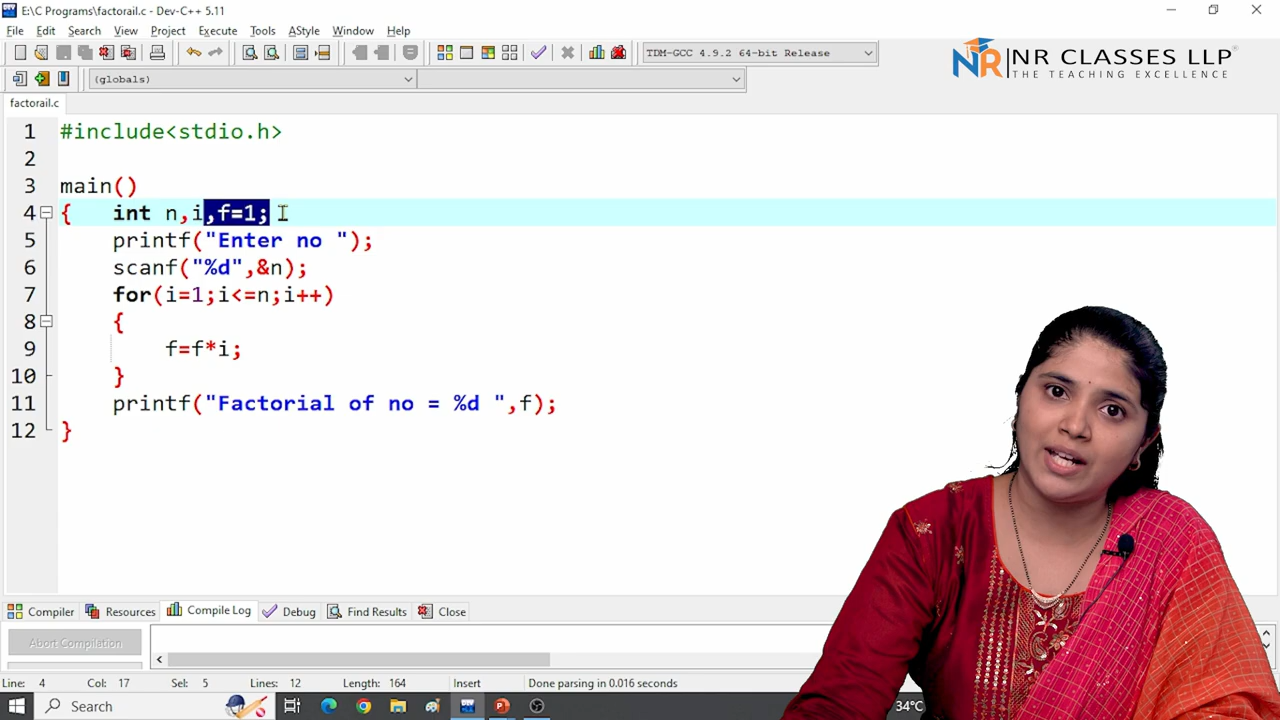 E:\C Programs\factorail.c - Dev-C++ 5.11
File Edit Search View Project Execute Tools AStyle Window Help
TDM-GCC 4.9.2 64-bit Release
NR CLASSES LLP®
THE TEACHING EXCELLENCE
(globals)
factorail.c
1 #include<stdio.h>
2
3 main()
4 { int n,i,f=1;
5 printf("Enter no ");
6 scanf("%d",&n);
7 for(i=1;i<=n;i++)
8 {
9 f=f*i;
10 }
11 printf("Factorial of no = %d ",f);
12 }
Compiler Resources Compile Log Debug Find Results Close
Abort Compilation
Line: 4 Col: 17 Sel: 5 Lines: 12 Length: 164 Insert Done parsing in 0.016 seconds
Search 34°C